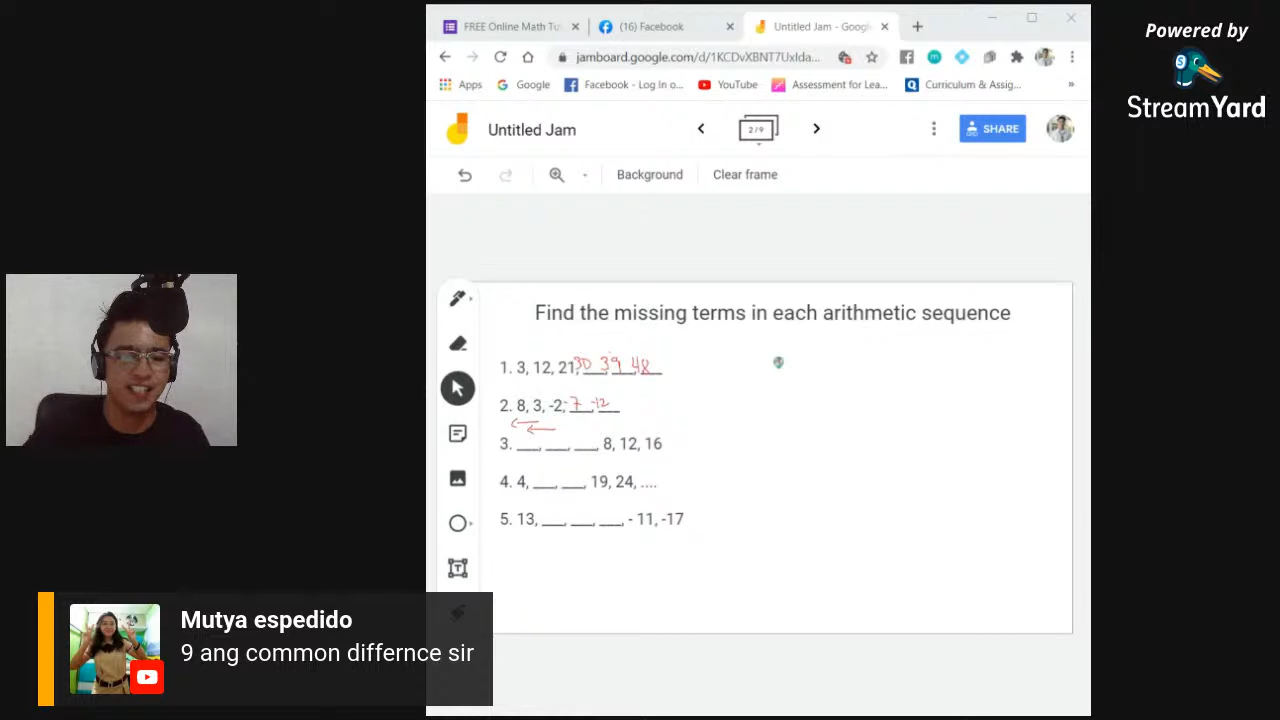 FREE Online Math Tu
(16) Facebook
Untitled Jam - Goog
jamboard.google.com/d/1KCDvXBNT7UxIda...
Apps
Google
Facebook - Log In o...
YouTube
Assessment for Lea...
Curriculum & Assig...
»
Powered by
StreamYard
Untitled Jam
2/9
SHARE
Background
Clear frame
Find the missing terms in each arithmetic sequence
1. 3, 12, 21, 30 39 48
2. 8, 3, -2, -7 -12
3. ___, ___, ___, 8, 12, 16
4. 4, ___, ___, 19, 24, ....
5. 13, ___, ___, ___, - 11, -17
Mutya espedido
9 ang common differnce sir